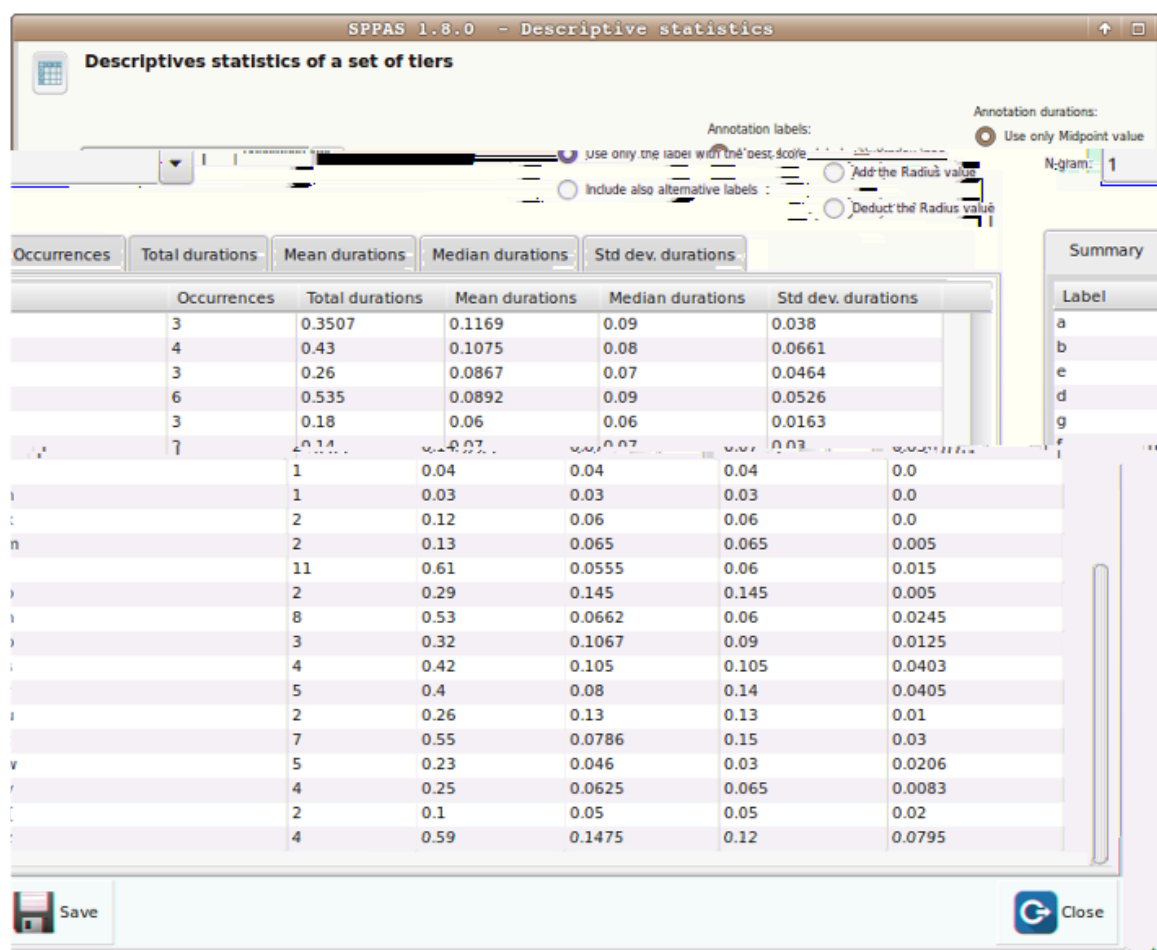 SPPAS 1.8.0 - Descriptive statistics
Descriptives statistics of a set of tiers
Annotation durations:
Annotation labels:
Use only Midpoint value
Use only the label with the best score
N-gram: 1
Add the Radius value
Include also alternative labels
Deduct the Radius value
Occurrences Total durations Mean durations Median durations Std dev. durations Summary
Occurrences Total durations Mean durations Median durations Std dev. durations Label
3 0.3507 0.1169 0.09 0.038 a
4 0.43 0.1075 0.08 0.0661 b
3 0.26 0.0867 0.07 0.0464 e
6 0.535 0.0892 0.09 0.0526 d
3 0.18 0.06 0.06 0.0163 g
1 0.04 0.04 0.04 0.0
1 0.03 0.03 0.03 0.0
2 0.12 0.06 0.06 0.0
m 2 0.13 0.065 0.065 0.005
11 0.61 0.0555 0.06 0.015
2 0.29 0.145 0.145 0.005
8 0.53 0.0662 0.06 0.0245
3 0.32 0.1067 0.09 0.0125
4 0.42 0.105 0.105 0.0403
5 0.4 0.08 0.14 0.0405
2 0.26 0.13 0.13 0.01
7 0.55 0.0786 0.15 0.03
w 5 0.23 0.046 0.03 0.0206
4 0.25 0.0625 0.065 0.0083
2 0.1 0.05 0.05 0.02
4 0.59 0.1475 0.12 0.0795
Save Close